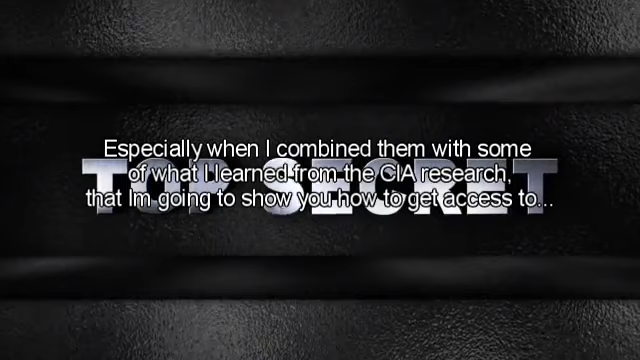 Especially when I combined them with some
of what I learned from the CIA research,
that Im going to show you how to get access to...
TOP SECRET